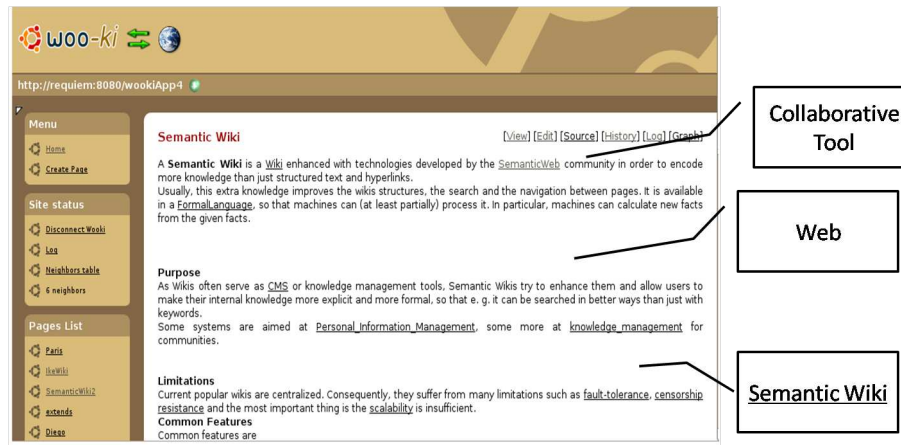 woo-ki
http://requiem:8080/wookiApp4
Menu
Home
Create Page
Site status
Disconnect Wooki
Log
Neighbors table
6 neighbors
Pages List
Paris
IkeWiki
SemanticWiki2
extends
Diego
Semantic Wiki
[View] [Edit] [Source] [History] [Log] [Graph]
A Semantic Wiki is a Wiki enhanced with technologies developed by the SemanticWeb community in order to encode
more knowledge than just structured text and hyperlinks.
Usually, this extra knowledge improves the wikis structures, the search and the navigation between pages. It is available
in a FormalLanguage, so that machines can (at least partially) process it. In particular, machines can calculate new facts
from the given facts.
Purpose
As Wikis often serve as CMS or knowledge management tools, Semantic Wikis try to enhance them and allow users to
make their internal knowledge more explicit and more formal, so that e. g. it can be searched in better ways than just with
keywords.
Some systems are aimed at Personal_Information_Management, some more at knowledge_management for
communities.
Limitations
Current popular wikis are centralized. Consequently, they suffer from many limitations such as fault-tolerance, censorship
resistance and the most important thing is the scalability is insufficient.
Common Features
Common features are
Collaborative
Tool
Web
Semantic Wiki